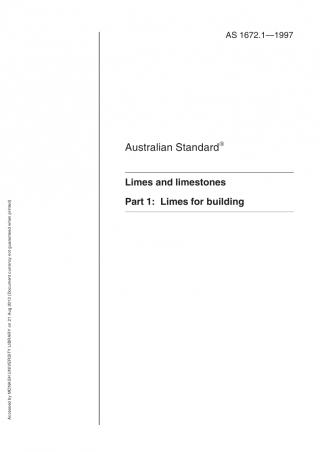 AS 1672.1—1997
Australian Standard®
Limes and limestones
Part 1: Limes for building
Accessed by MONASH UNIVERSITY LIBRARY on 21 Aug 2013 (Document currency not guaranteed when printed)